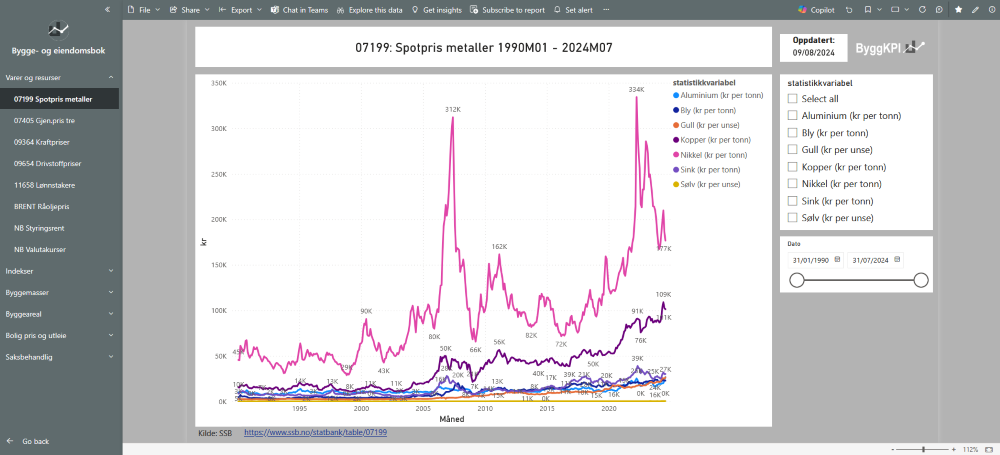 File
Share
Export
Chat in Teams
Explore this data
Get insights
Subscribe to report
Set alert
Copilot
Bygge- og eiendomsbok
Varer og resurser
07199 Spotpris metaller
07405 Gjen.pris tre
09364 Kraftpriser
09654 Drivstoffpriser
11658 Lønnstakere
BRENT Råoljepris
NB Styringsrent
NB Valutakurser
Indekser
Byggemasser
Byggeareal
Bolig pris og utleie
Saksbehandlig
Go back
07199: Spotpris metaller 1990M01 - 2024M07
Oppdatert:
09/08/2024
ByggKPI
350K
300K
250K
200K
150K
100K
50K
0K
kr
312K
334K
162K
177K
90K
80K
66K
82K
72K
43K
50K
56K
91K
76K
109K
39K
1995
2000
2005
2010
2015
2020
Måned
statistikkvariabel
Aluminium (kr per tonn)
Bly (kr per tonn)
Gull (kr per unse)
Kopper (kr per tonn)
Nikkel (kr per tonn)
Sink (kr per tonn)
Sølv (kr per unse)
statistikkvariabel
Select all
Aluminium (kr per tonn)
Bly (kr per tonn)
Gull (kr per unse)
Kopper (kr per tonn)
Nikkel (kr per tonn)
Sink (kr per tonn)
Sølv (kr per unse)
Dato
31/01/1990
31/07/2024
Kilde: SSB
https://www.ssb.no/statbank/table/07199
- + 112%